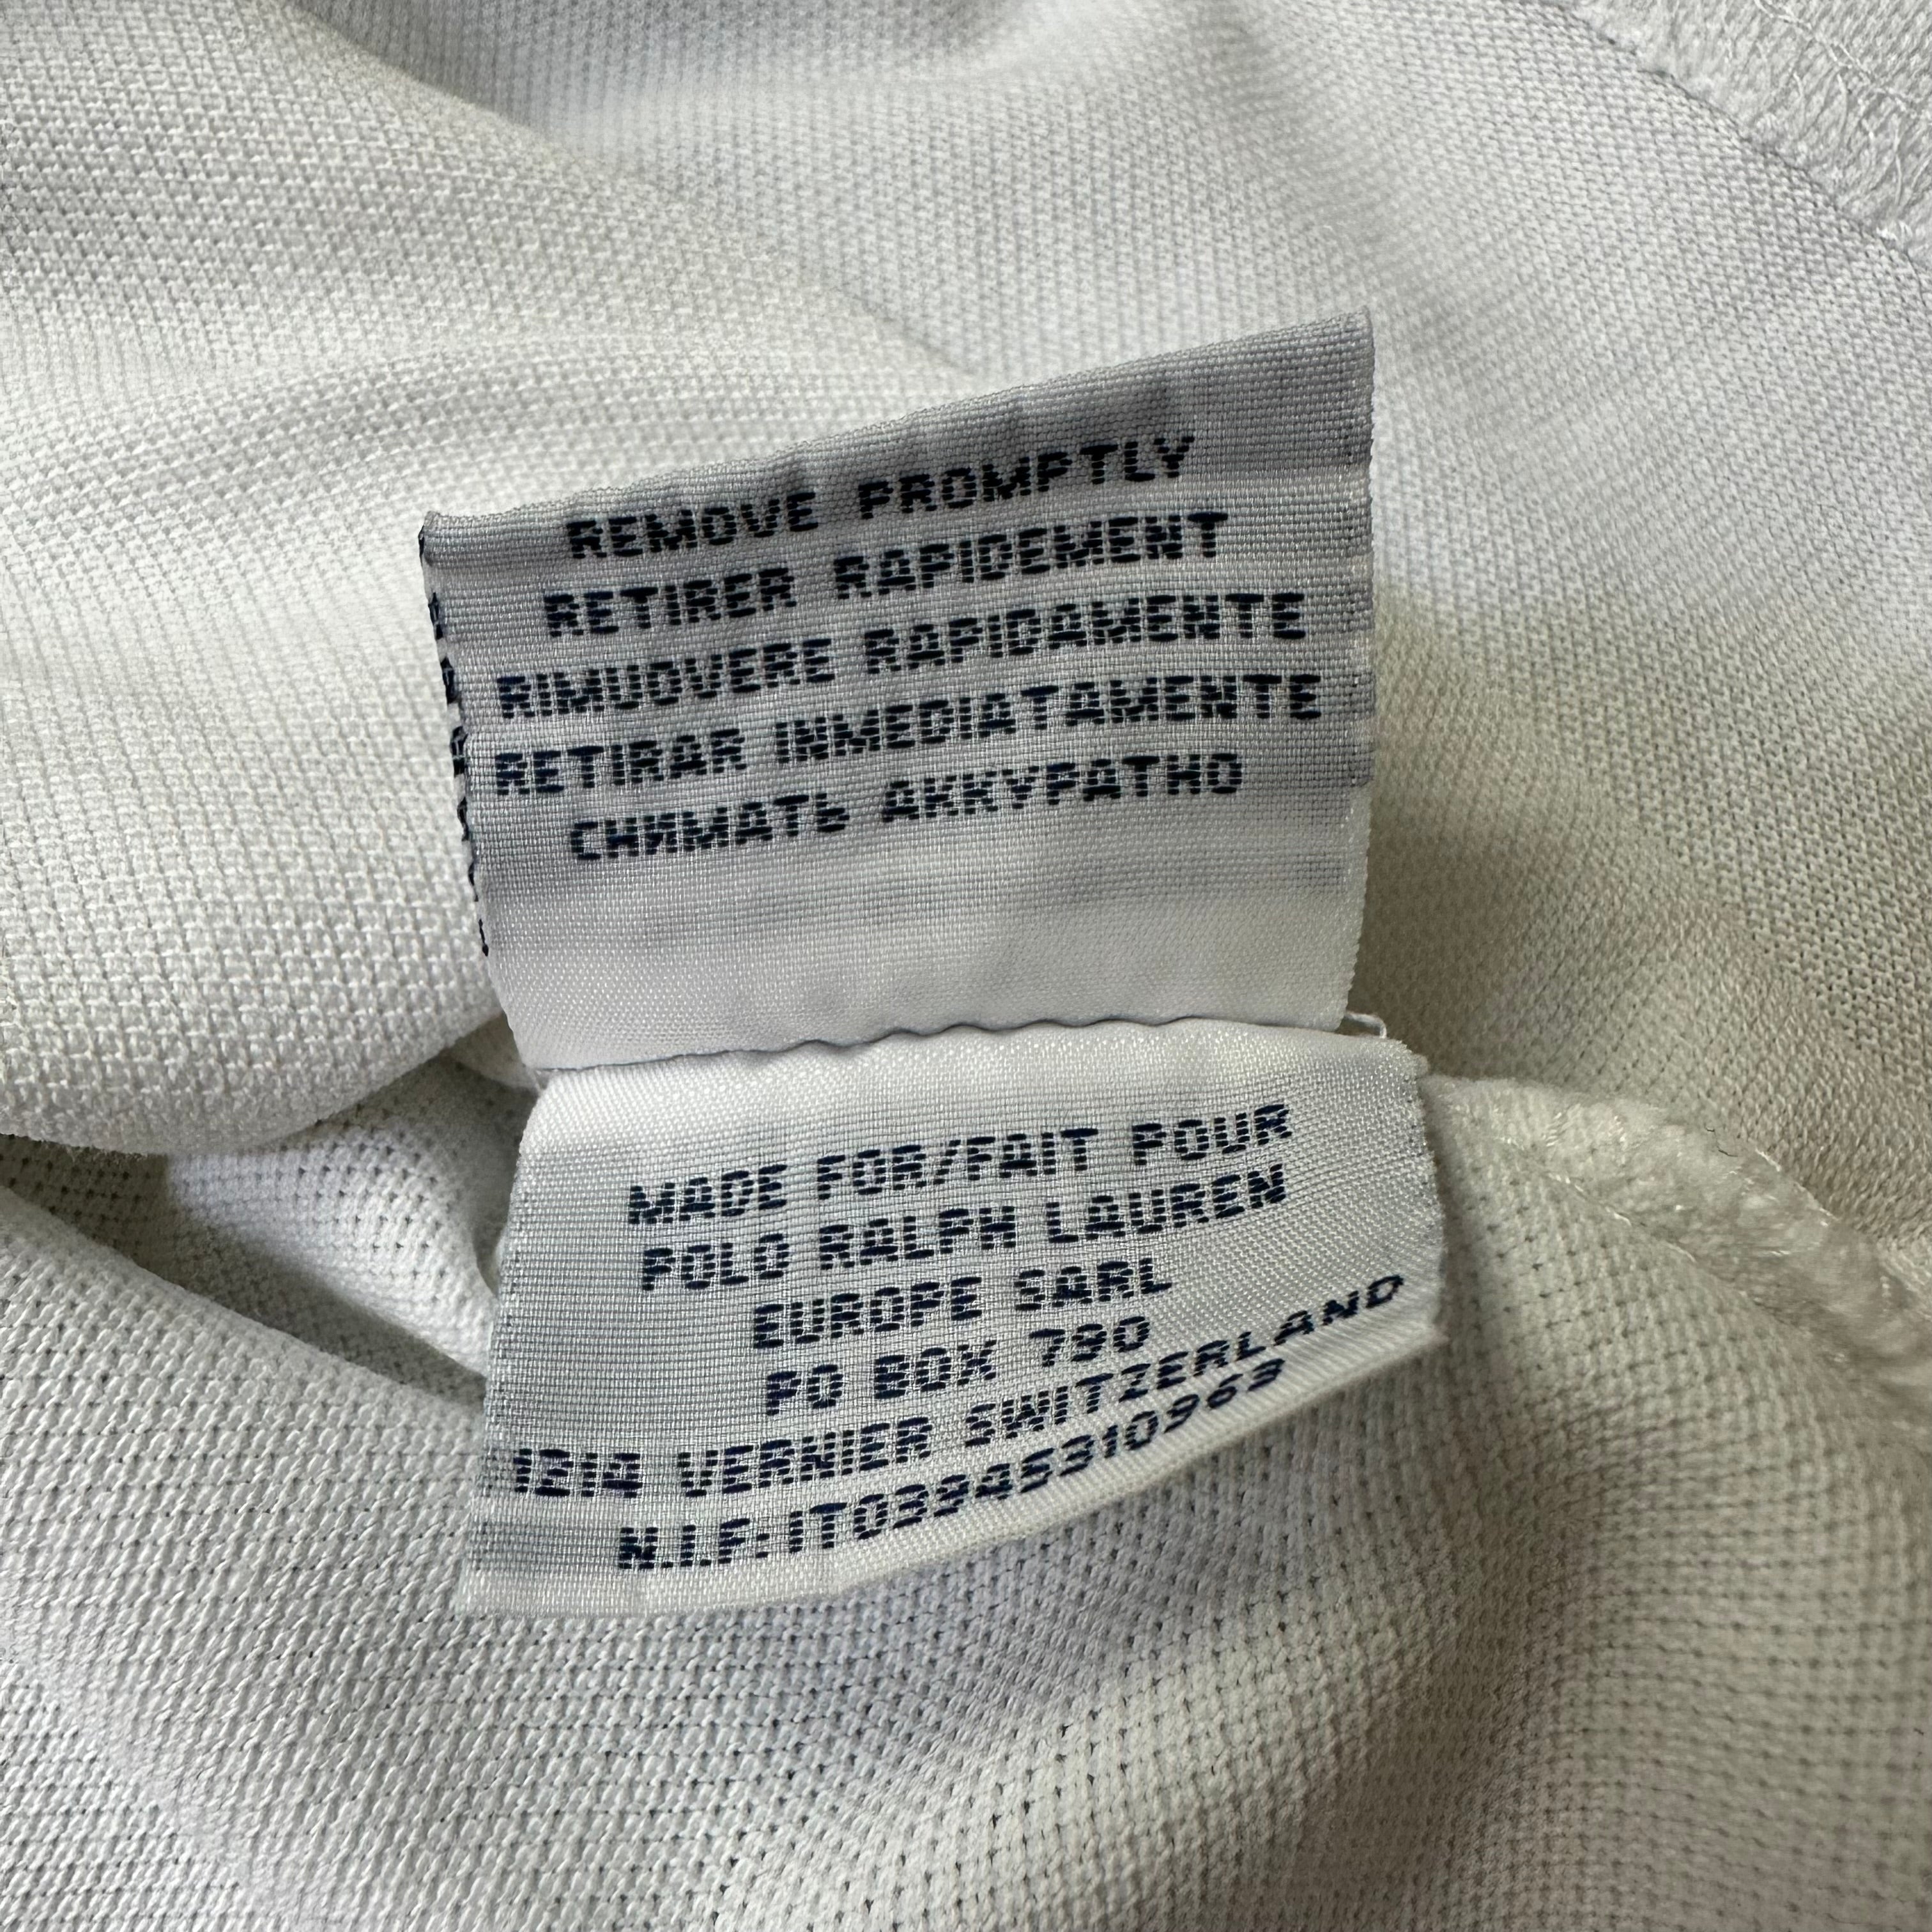 REMOVE PROMPTLY
RETIRER RAPIDEMENT
RIMUOVERE RAPIDAMENTE
RETIRAR INMEDIATAMENTE
СНИМАТЬ АККУРАТНО
MADE FOR/FAIT POUR
POLO RALPH LAUREN
EUROPE SARL
PO BOX 790
1214 VERNIER SWITZERLAND
N.I.F: IT03945310963